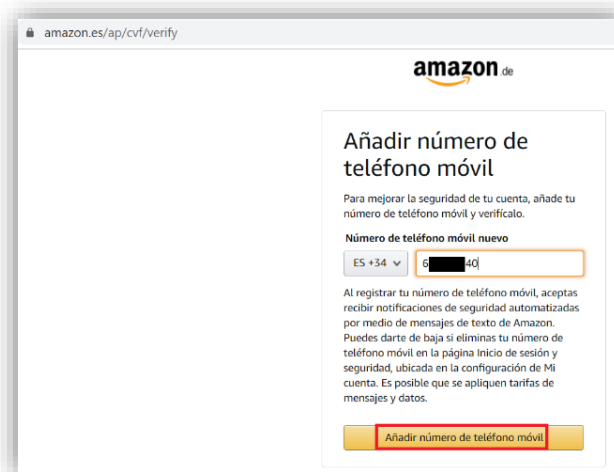 amazon.es/ap/cvf/verify
amazon.de
Añadir número de
teléfono móvil
Para mejorar la seguridad de tu cuenta, añade tu
número de teléfono móvil y verifícalo.
Número de teléfono móvil nuevo
ES +34 6 40
Al registrar tu número de teléfono móvil, aceptas
recibir notificaciones de seguridad automatizadas
por medio de mensajes de texto de Amazon.
Puedes darte de baja si eliminas tu número de
teléfono móvil en la página Inicio de sesión y
seguridad, ubicada en la configuración de Mi
cuenta. Es posible que se apliquen tarifas de
mensajes y datos.
Añadir número de teléfono móvil